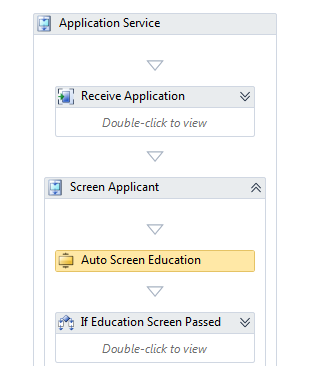 Application Service
Receive Application
Double-click to view
Screen Applicant
Auto Screen Education
If Education Screen Passed
Double-click to view